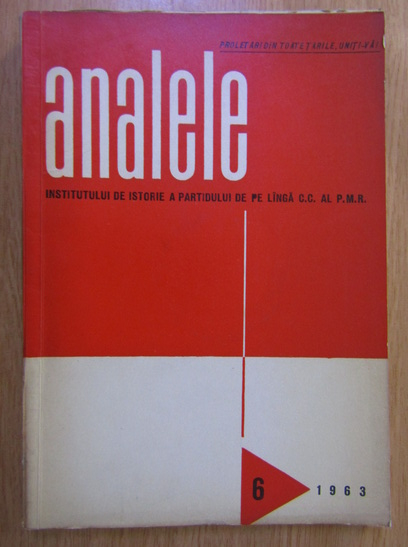 PROLETARI DIN TOATE ȚĂRILE, UNIȚI-VĂ!
analele
INSTITUTULUI DE ISTORIE A PARTIDULUI DE PE LÎNGĂ C.C. AL P.M.R.
6 1963